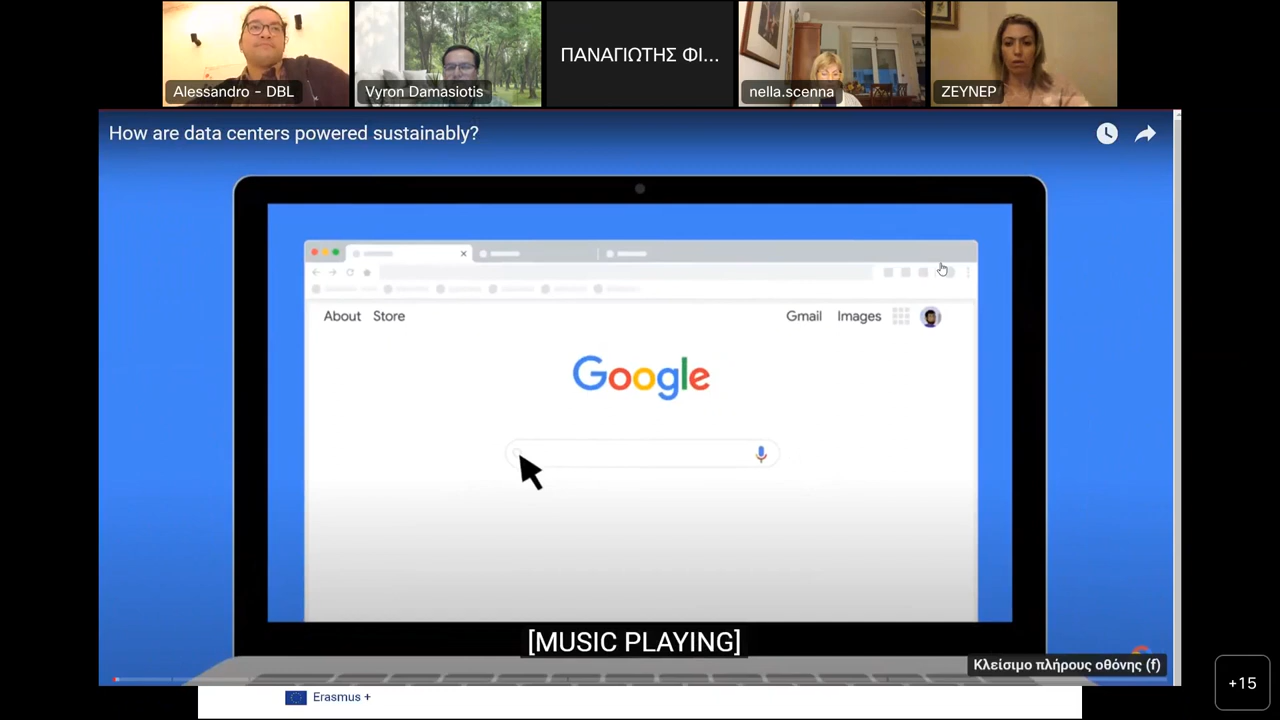 Alessandro - DBL
Vyron Damasiotis
ΠΑΝΑΓΙΩΤΗΣ ΦΙ...
nella.scenna
ZEYNEP
How are data centers powered sustainably?
About Store
Gmail Images
Google
[MUSIC PLAYING]
Κλείσιμο πλήρους οθόνης (f)
Erasmus +
+15